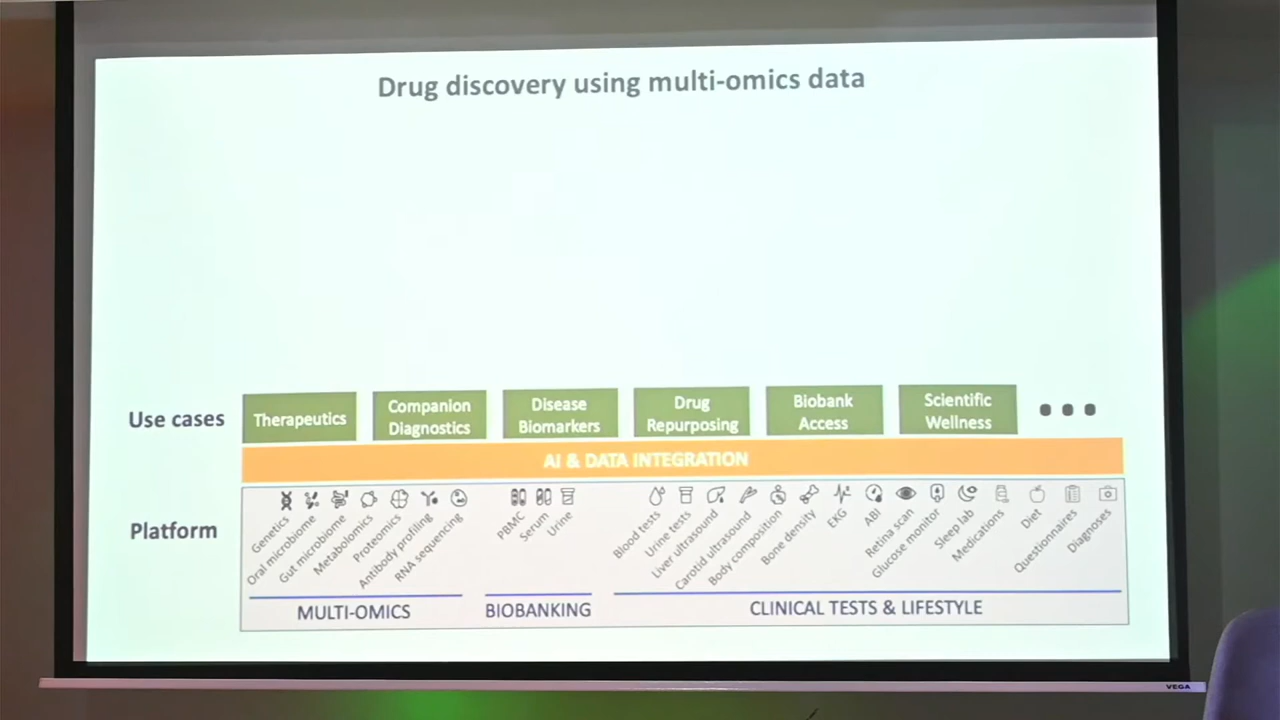 Drug discovery using multi-omics data
Use cases
Therapeutics
Companion
Diagnostics
Disease
Biomarkers
Drug
Repurposing
Biobank
Access
Scientific
Wellness
AI & DATA INTEGRATION
Platform
Genetics
Oral microbiome
Gut microbiome
Metabolomics
Proteomics
Antibody profiling
RNA sequencing
PBMC
Serum
Urine
Blood tests
Urine tests
Liver ultrasound
Carotid ultrasound
Body composition
Bone density
EKG
ABI
Retina scan
Glucose monitor
Sleep lab
Medications
Diet
Questionnaires
Diagnoses
MULTI-OMICS
BIOBANKING
CLINICAL TESTS & LIFESTYLE
VEGA